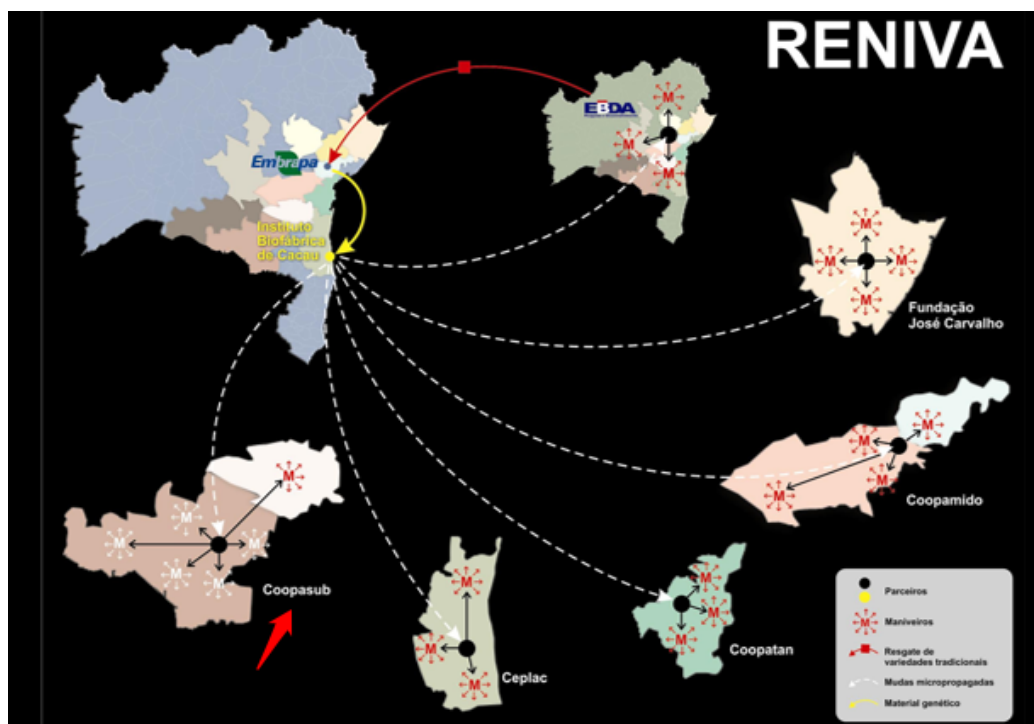 RENIVA
EBDA
Embrapa
Instituto
Biofábrica
de Cacau
M
M
M
M
M
M
M
Fundação
José Carvalho
M
M
M
M
Coopamido
M
M
M
M
M
M
Coopasub
M
M
M
Ceplac
M
M
M
Coopatan
Parceiros
M
Maniveiros
Resgate de
variedades tradicionais
Mudas micropropagadas
Material genético